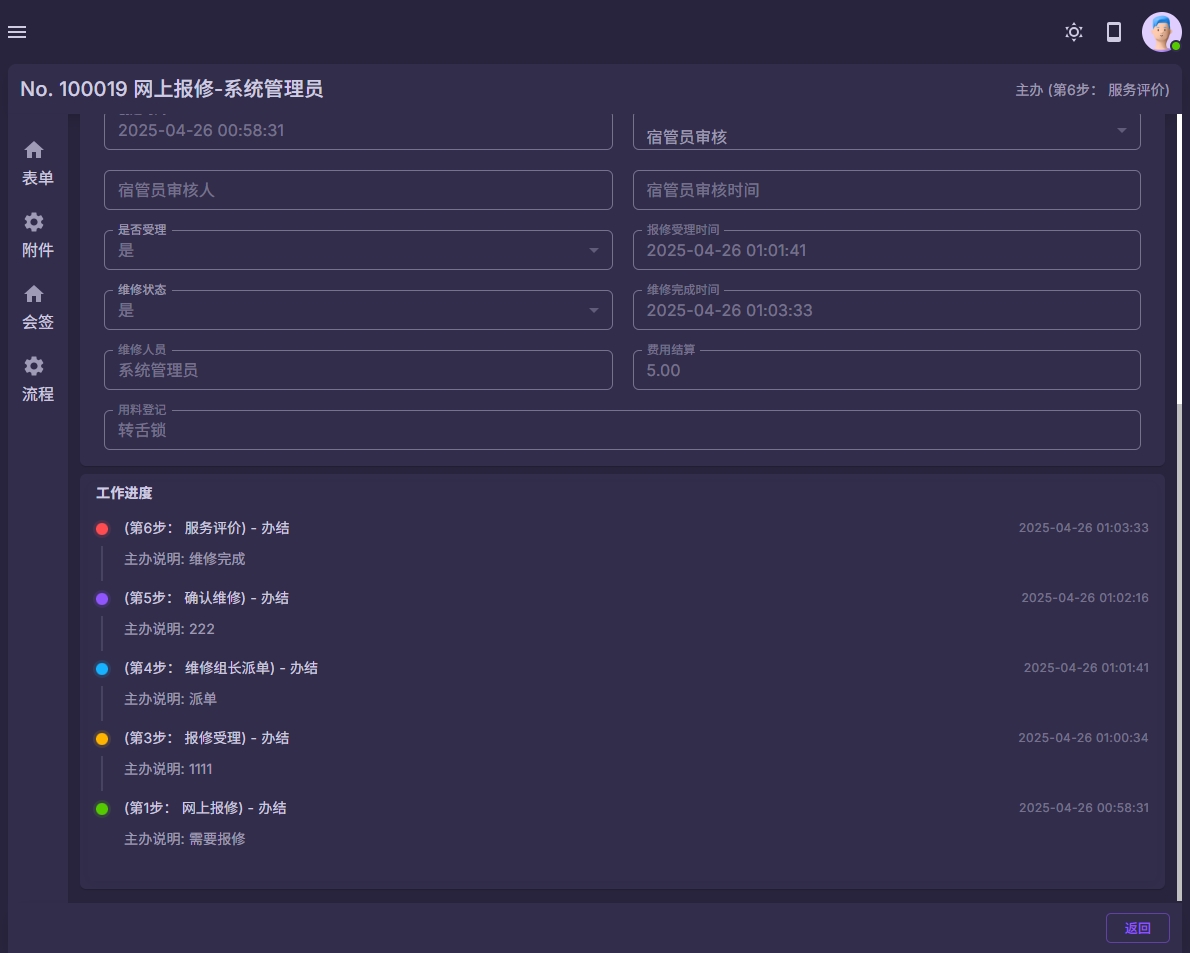 No. 100019 网上报修-系统管理员
主办 (第6步： 服务评价)
表单
附件
会签
流程
2025-04-26 00:58:31
宿管员审核
宿管员审核人
宿管员审核时间
是否受理
是
报修受理时间
2025-04-26 01:01:41
维修状态
是
维修完成时间
2025-04-26 01:03:33
维修人员
系统管理员
费用结算
5.00
用料登记
转舌锁
工作进度
(第6步： 服务评价) - 办结
2025-04-26 01:03:33
主办说明: 维修完成
(第5步： 确认维修) - 办结
2025-04-26 01:02:16
主办说明: 222
(第4步： 维修组长派单) - 办结
2025-04-26 01:01:41
主办说明: 派单
(第3步： 报修受理) - 办结
2025-04-26 01:00:34
主办说明: 1111
(第1步： 网上报修) - 办结
2025-04-26 00:58:31
主办说明: 需要报修
返回